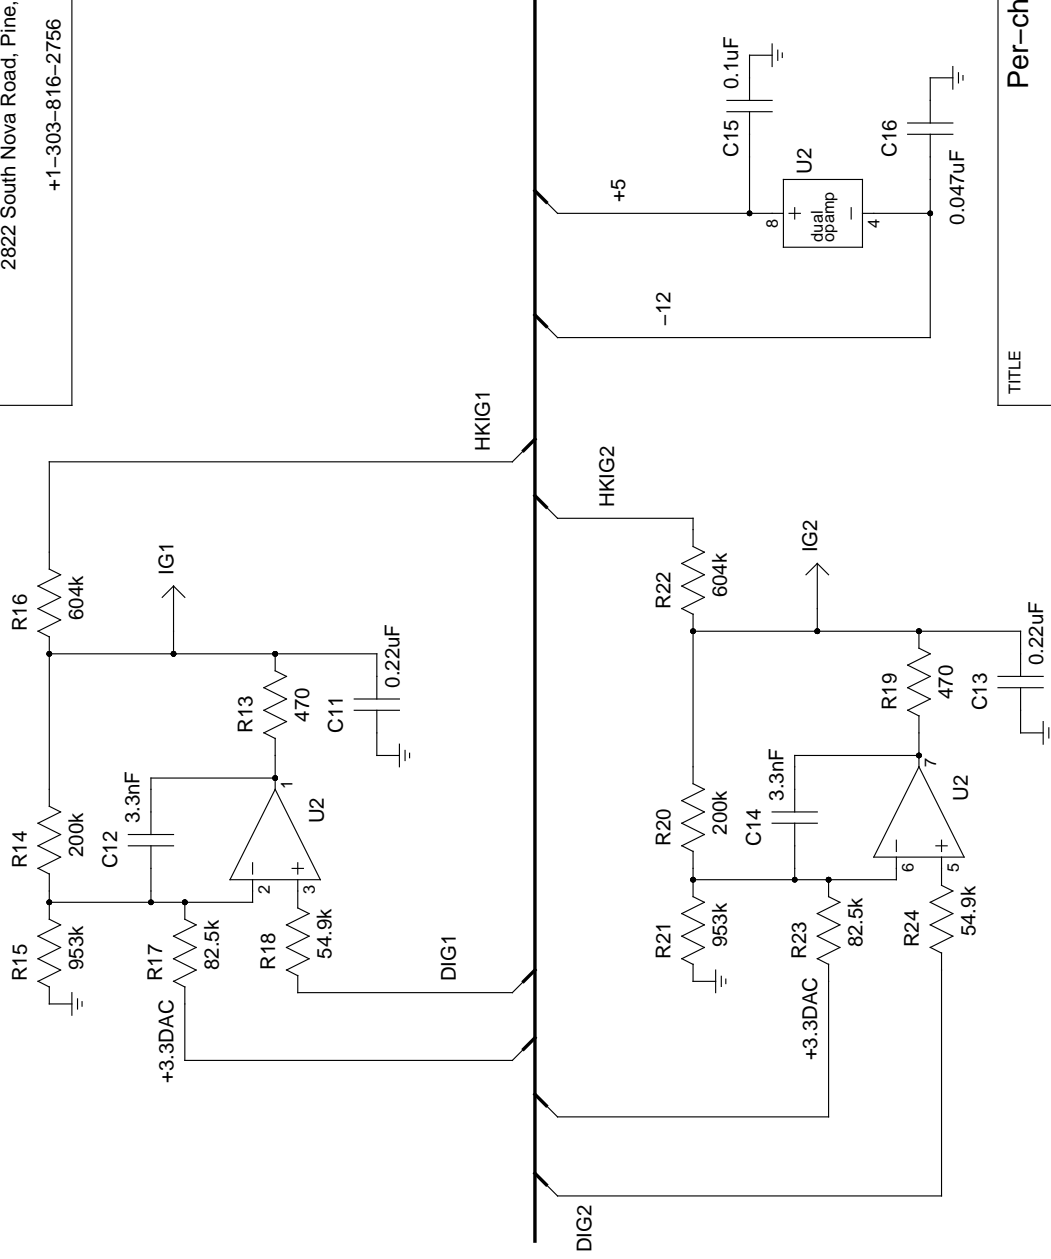 2822 South Nova Road, Pine,
+1−303−816−2756
R16
604k
HKIG1
IG1
R14
200k
R15
953k
C12
3.3nF
R13
470
C11
0.22uF
1
U2
2
3
−
+
R17
82.5k
R18
54.9k
+3.3DAC
DIG1
+5
−12
C15
0.1uF
U2
8
+
dual
opamp
−
4
C16
0.047uF
HKIG2
R22
604k
IG2
R20
200k
R21
953k
C14
3.3nF
R19
470
C13
0.22uF
7
U2
6
5
−
+
R23
82.5k
R24
54.9k
+3.3DAC
DIG2
TITLE
Per−ch